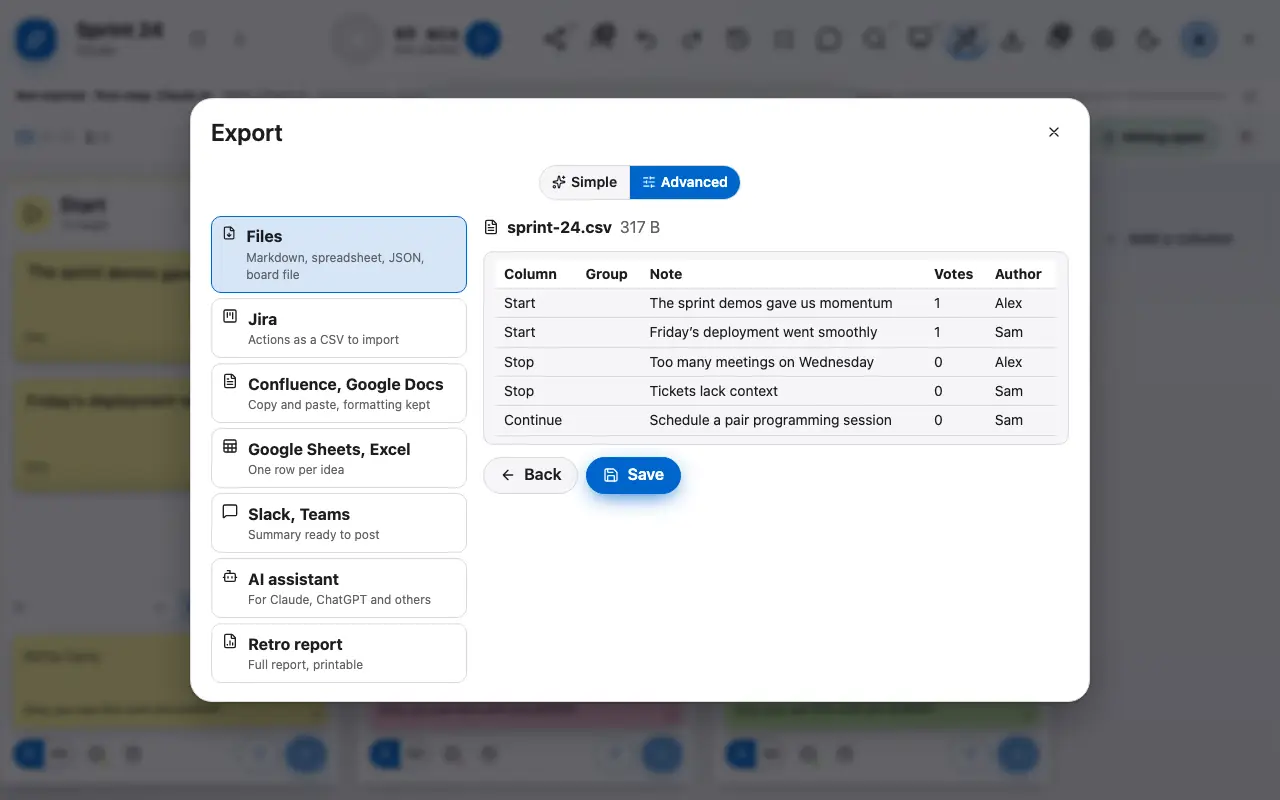 Sprint 24
Start
Export
Simple
Advanced
Files
Markdown, spreadsheet, JSON,
board file
Jira
Actions as a CSV to import
Confluence, Google Docs
Copy and paste, formatting kept
Google Sheets, Excel
One row per idea
Slack, Teams
Summary ready to post
AI assistant
For Claude, ChatGPT and others
Retro report
Full report, printable
sprint-24.csv 317 B
Column Group Note Votes Author
Start The sprint demos gave us momentum 1 Alex
Start Friday’s deployment went smoothly 1 Sam
Stop Too many meetings on Wednesday 0 Alex
Stop Tickets lack context 0 Sam
Continue Schedule a pair programming session 0 Sam
Back
Save